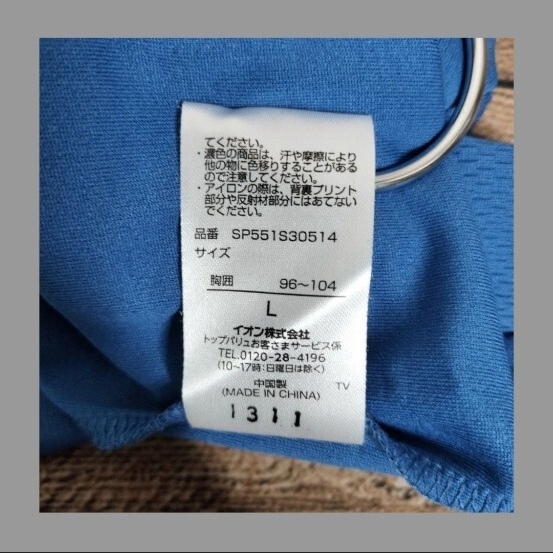 てください。
・濃色の商品は、汗や摩擦により
他の物に色移りすることがある
ので注意してください。
・アイロンの際は、背裏プリント
部分や反射材部分にはあてない
でください。
品番 SP551S30514
サイズ
胸囲 96〜104
L
イオン株式会社
トップバリュお客さまサービス係
TEL.0120-28-4196
(10〜17時:日曜日は除く)
中国製 TV
(MADE IN CHINA)
1311